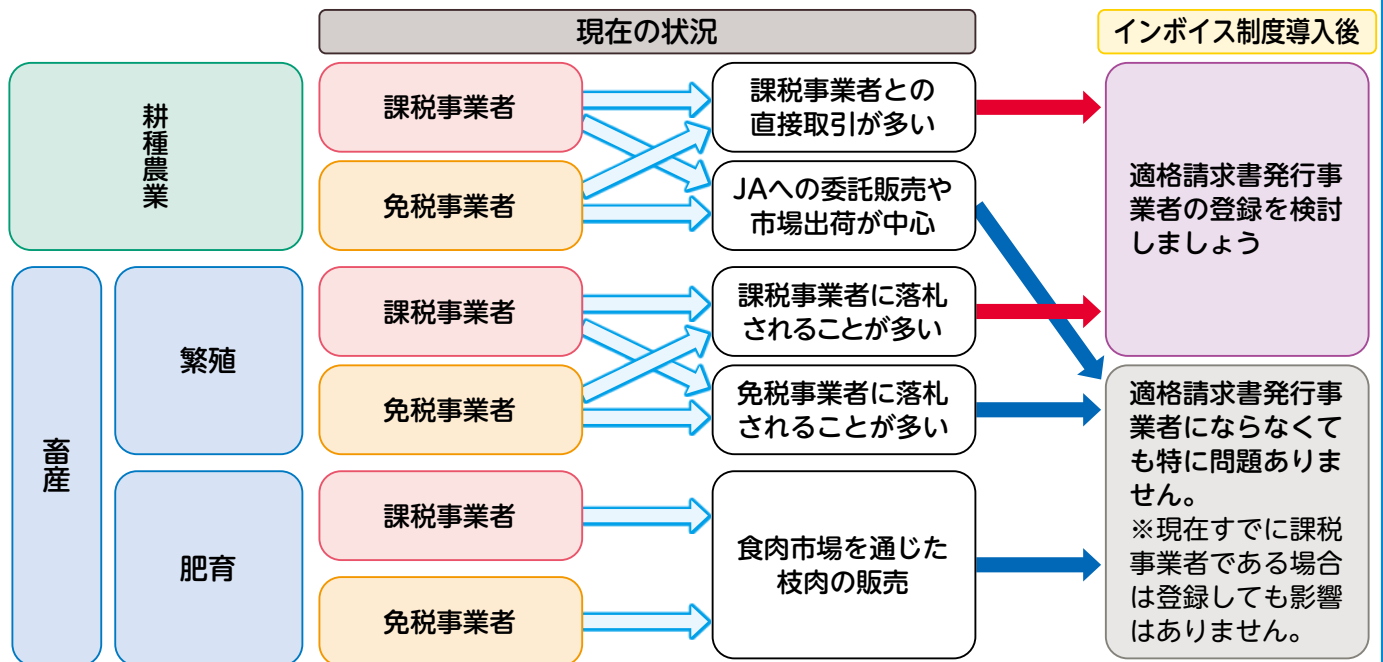 現在の状況
インボイス制度導入後
耕種農業
課税事業者
免税事業者
課税事業者との
直接取引が多い
JAへの委託販売や
市場出荷が中心
適格請求書発行事
業者の登録を検討
しましょう
畜産
繁殖
課税事業者
免税事業者
課税事業者に落札
されることが多い
免税事業者に落札
されることが多い
肥育
課税事業者
免税事業者
食肉市場を通じた
枝肉の販売
適格請求書発行事
業者にならなくて
も特に問題ありま
せん。
※現在すでに課税
事業者である場合
は登録しても影響
はありません。